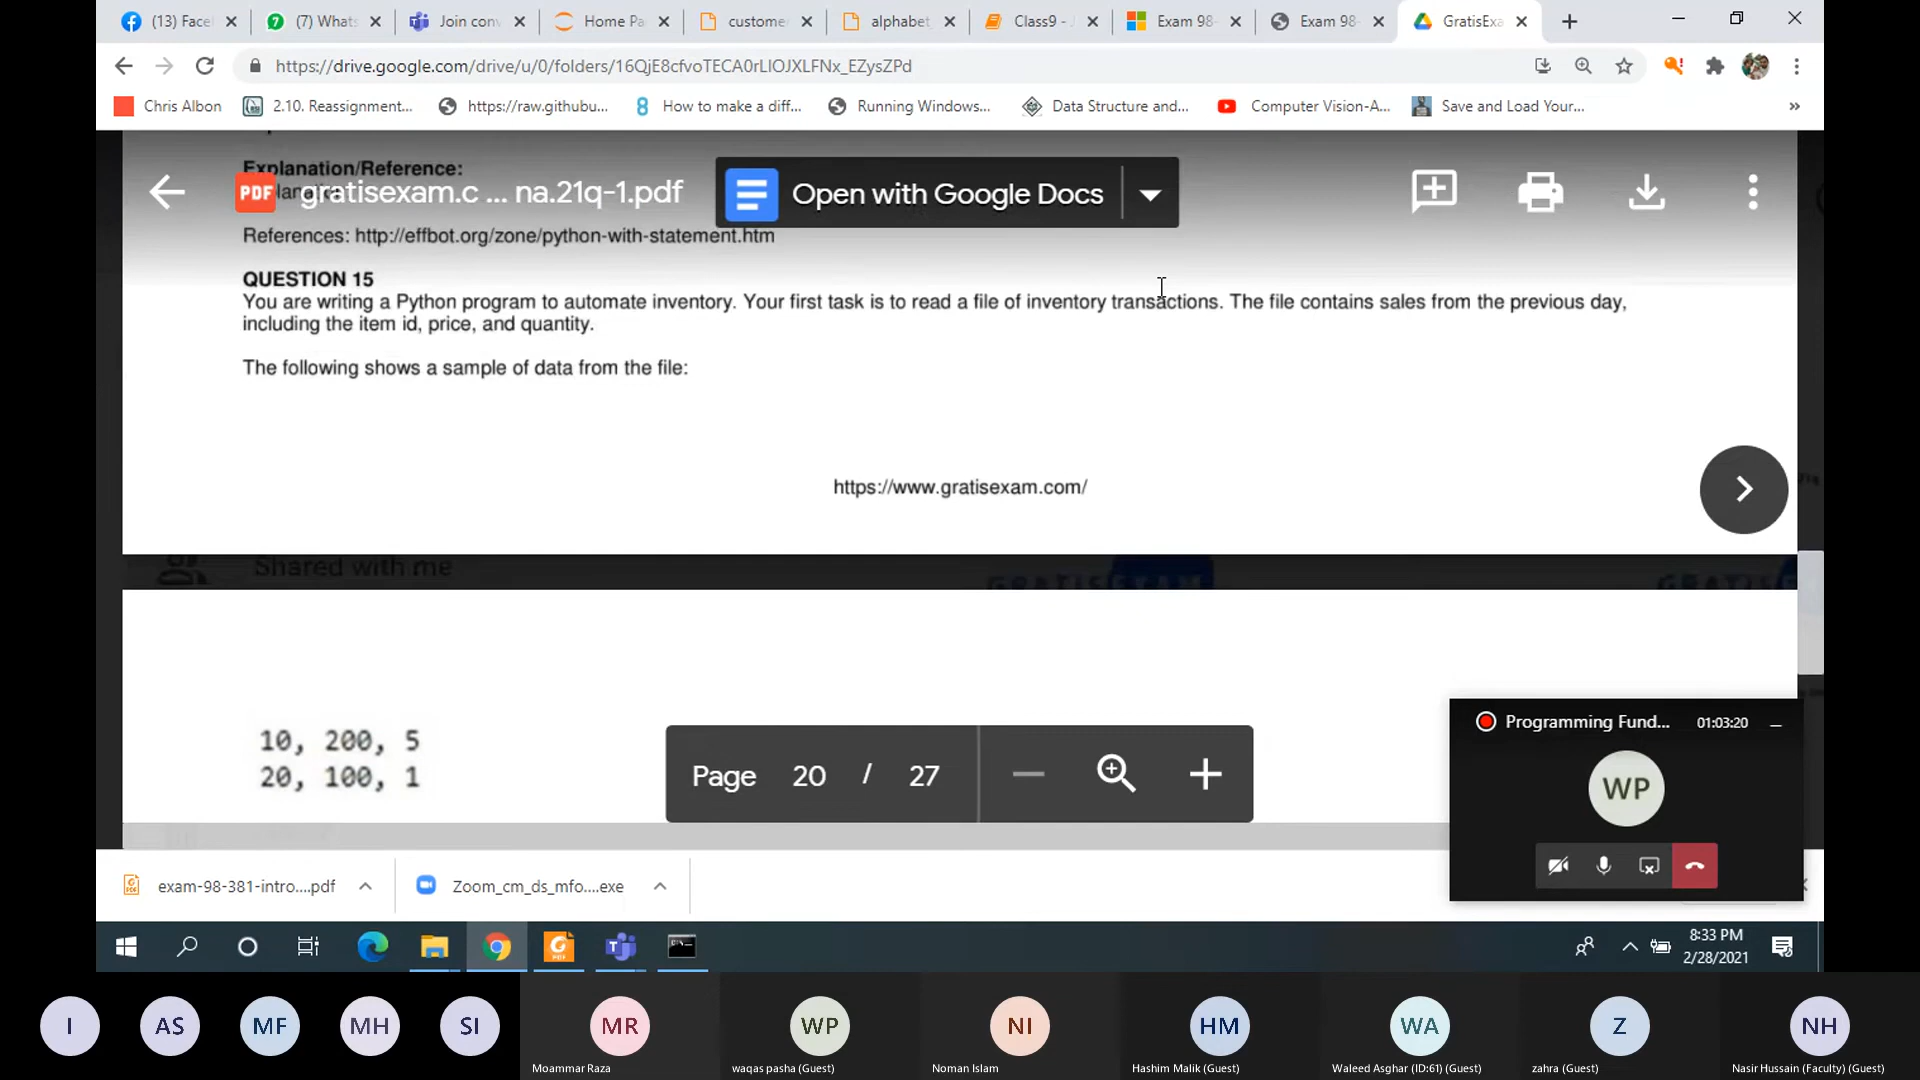 (13) Face
(7) Whats
Join con
Home Pa
custome
alphabet
Class9 -
Exam 98-
Exam 98-
GratisExa
https://drive.google.com/drive/u/0/folders/16QjE8cfvoTECA0rLIOJXLFNx_EZysZPd
Chris Albon
2.10. Reassignment...
https://raw.githubu...
How to make a diff...
Running Windows...
Data Structure and...
Computer Vision-A...
Save and Load Your...
»
Explanation/Reference:
PDF gratisexam.c ... na.21q-1.pdf
Open with Google Docs
References: http://effbot.org/zone/python-with-statement.htm
QUESTION 15
You are writing a Python program to automate inventory. Your first task is to read a file of inventory transactions. The file contains sales from the previous day,
including the item id, price, and quantity.
The following shows a sample of data from the file:
https://www.gratisexam.com/
Shared with me
GRATISEXAM
10, 200, 5
20, 100, 1
Page 20 / 27
Programming Fund... 01:03:20
WP
exam-98-381-intro....pdf
Zoom_cm_ds_mfo....exe
8:33 PM
2/28/2021
I
AS
MF
MH
SI
MR
WP
NI
HM
WA
Z
NH
Moammar Raza
waqas pasha (Guest)
Noman Islam
Hashim Malik (Guest)
Waleed Asghar (ID:61) (Guest)
zahra (Guest)
Nasir Hussain (Faculty) (Guest)